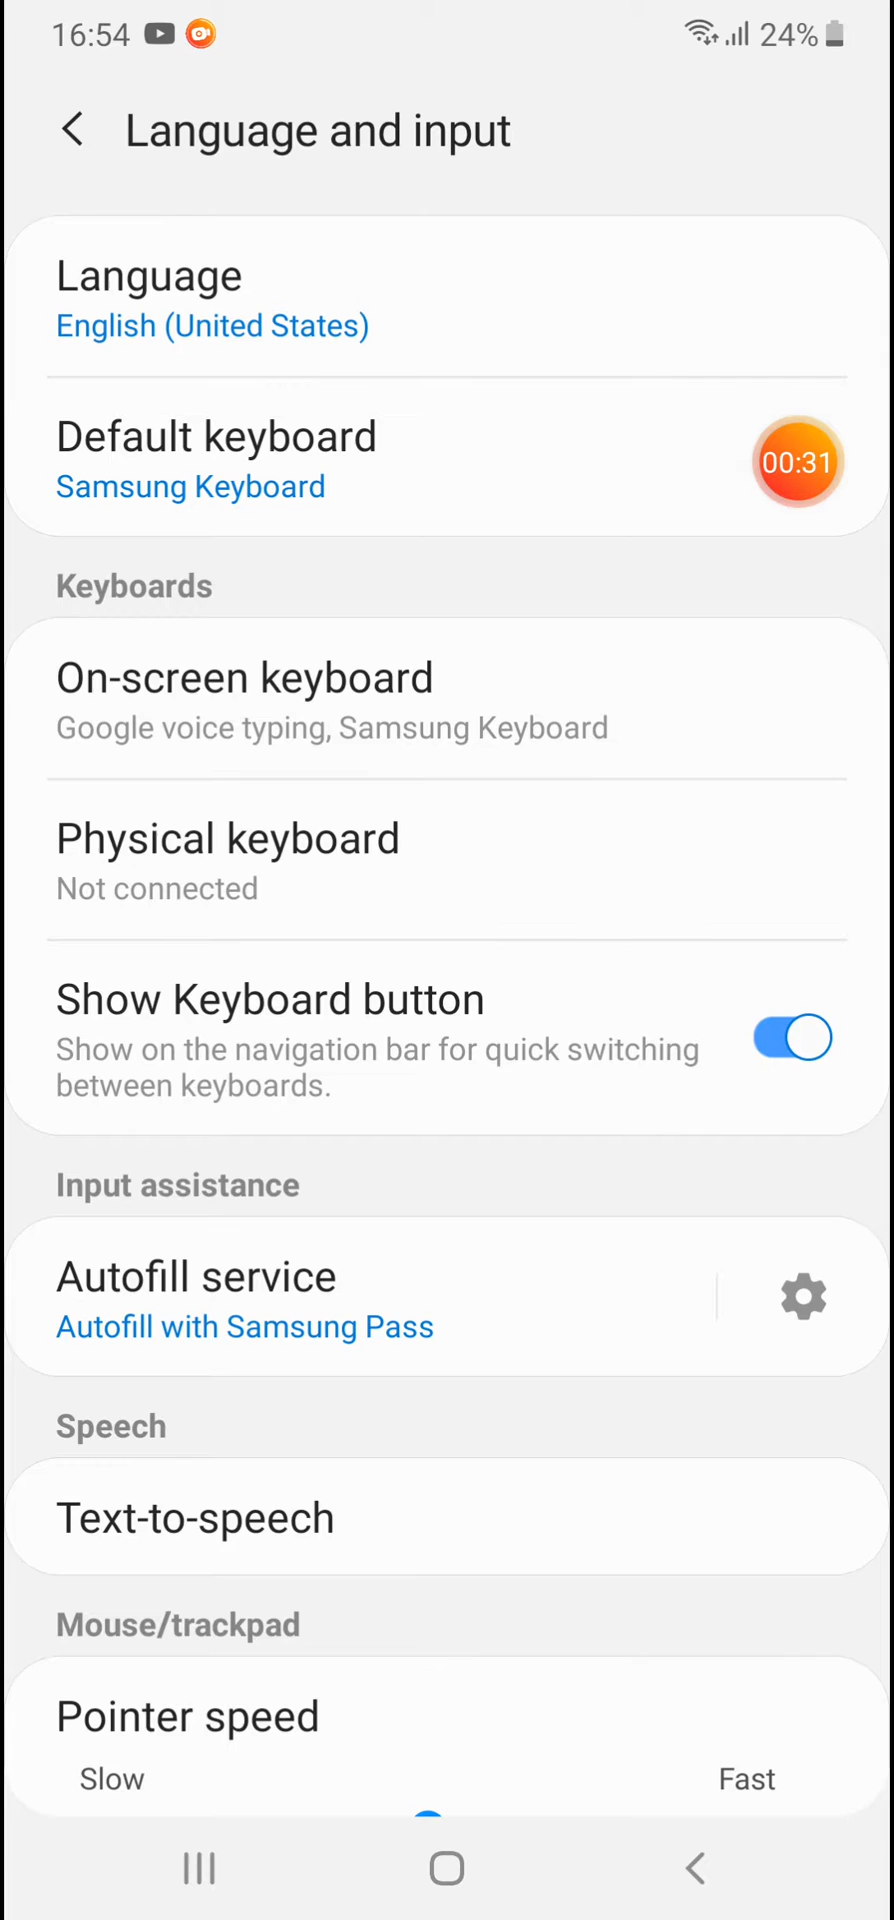 16:54 24%
Language and input
Language
English (United States)
Default keyboard
Samsung Keyboard
00:31
Keyboards
On-screen keyboard
Google voice typing, Samsung Keyboard
Physical keyboard
Not connected
Show Keyboard button
Show on the navigation bar for quick switching
between keyboards.
Input assistance
Autofill service
Autofill with Samsung Pass
Speech
Text-to-speech
Mouse/trackpad
Pointer speed
Slow Fast